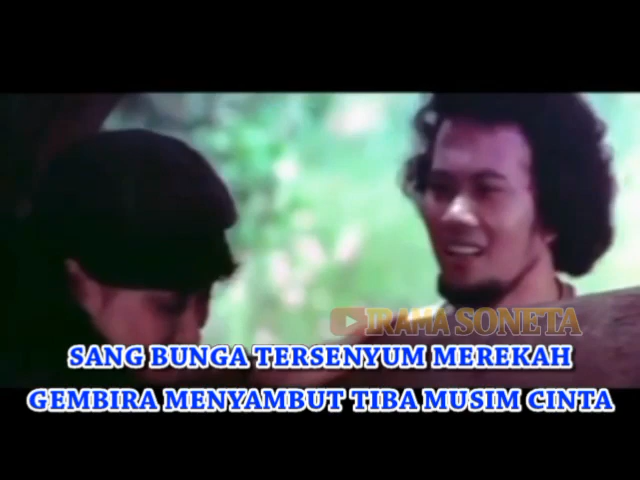 IRAMA SONETA
SANG BUNGA TERSENYUM MEREKAH
GEMBIRA MENYAMBUT TIBA MUSIM CINTA